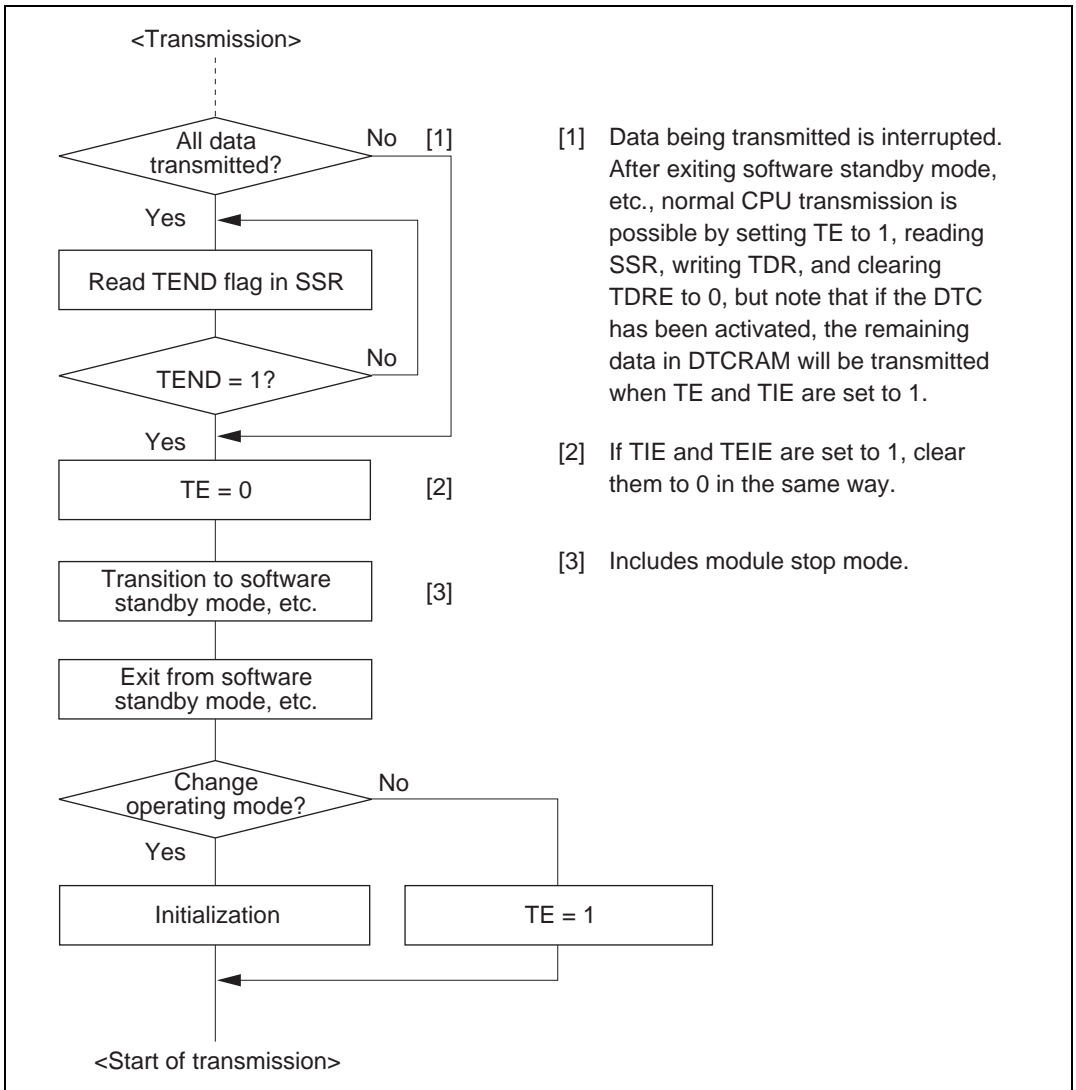 <Transmission>
All data
transmitted?
No
[1]
Yes
Read TEND flag in SSR
TEND = 1?
No
Yes
TE = 0
[2]
Transition to software
standby mode, etc.
[3]
Exit from software
standby mode, etc.
Change
operating mode?
No
Yes
Initialization
TE = 1
<Start of transmission>
[1] Data being transmitted is interrupted.
After exiting software standby mode,
etc., normal CPU transmission is
possible by setting TE to 1, reading
SSR, writing TDR, and clearing
TDRE to 0, but note that if the DTC
has been activated, the remaining
data in DTCRAM will be transmitted
when TE and TIE are set to 1.
[2] If TIE and TEIE are set to 1, clear
them to 0 in the same way.
[3] Includes module stop mode.